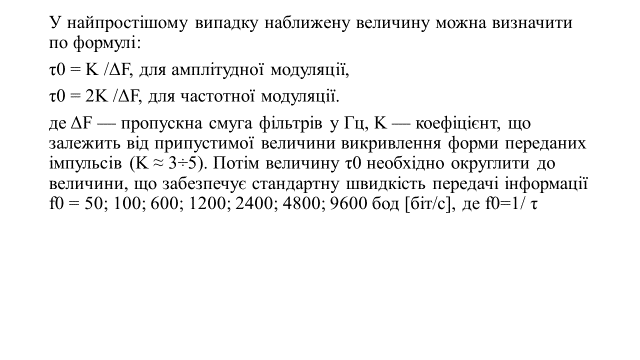 У найпростішому випадку наближену величину можна визначити
по формулі:
τ0 = K /ΔF, для амплітудної модуляції,
τ0 = 2K /ΔF, для частотної модуляції.
де ΔF — пропускна смуга фільтрів у Гц, K — коефіцієнт, що
залежить від припустимої величини викривлення форми переданих
імпульсів (K ≈ 3÷5). Потім величину τ0 необхідно округлити до
величини, що забезпечує стандартну швидкість передачі інформації
f0 = 50; 100; 600; 1200; 2400; 4800; 9600 бод [біт/с], де f0=1/ τ